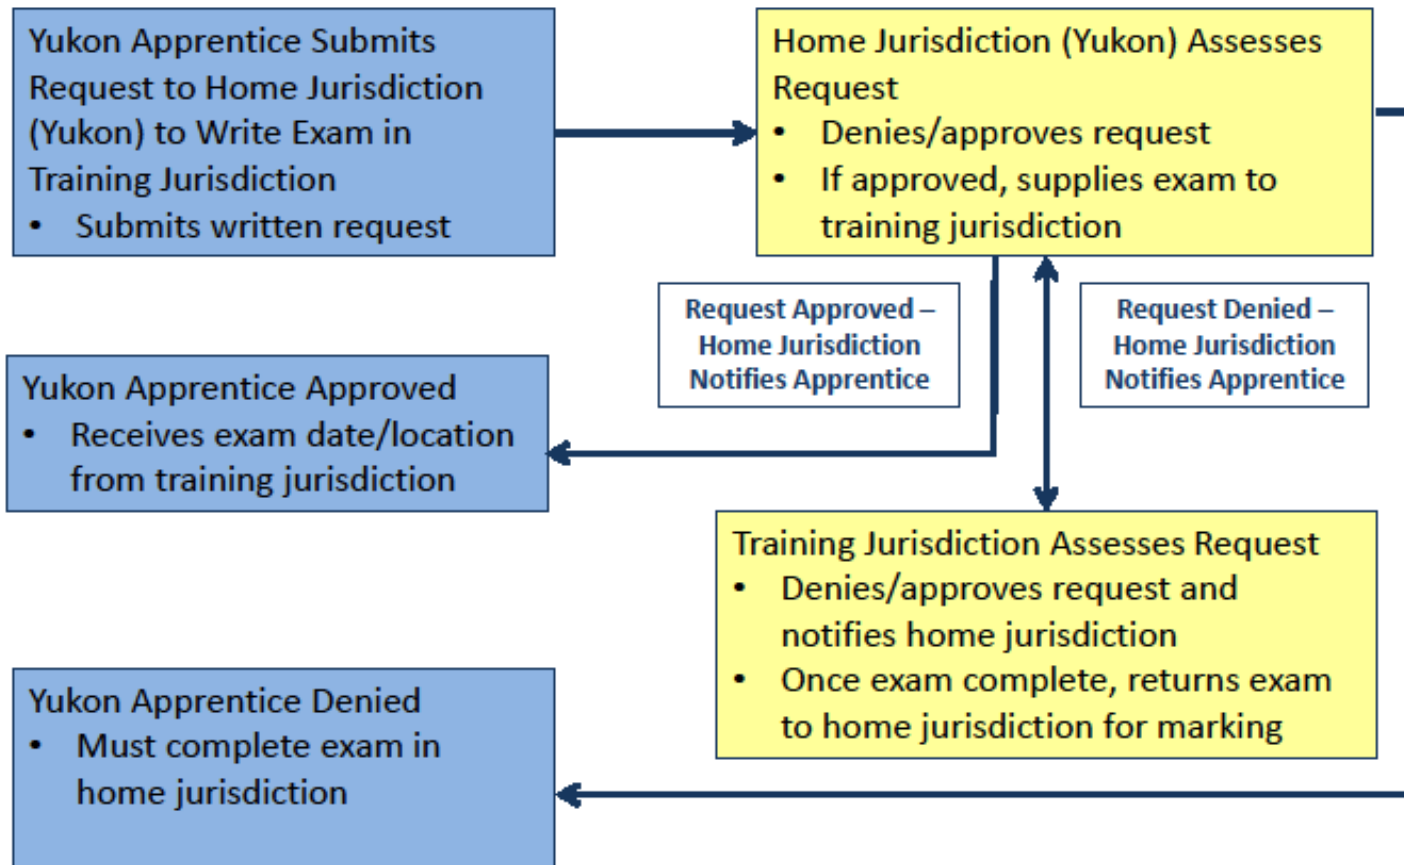 Yukon Apprentice Submits
Request to Home Jurisdiction
(Yukon) to Write Exam in
Training Jurisdiction
• Submits written request
Home Jurisdiction (Yukon) Assesses
Request
• Denies/approves request
• If approved, supplies exam to
training jurisdiction
Request Approved –
Home Jurisdiction
Notifies Apprentice
Request Denied –
Home Jurisdiction
Notifies Apprentice
Yukon Apprentice Approved
• Receives exam date/location
from training jurisdiction
Training Jurisdiction Assesses Request
• Denies/approves request and
notifies home jurisdiction
• Once exam complete, returns exam
to home jurisdiction for marking
Yukon Apprentice Denied
• Must complete exam in
home jurisdiction